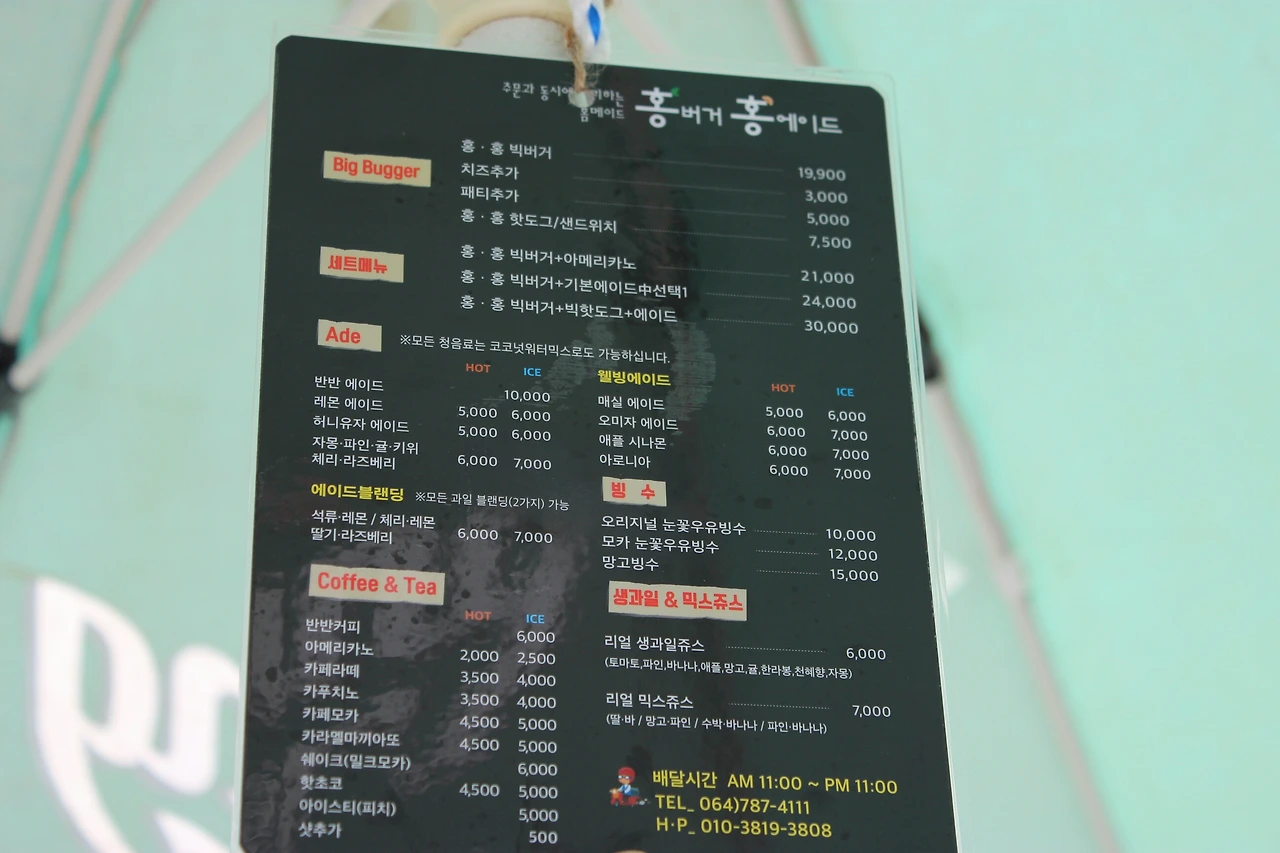 주문과 동시에
홈메이드
홍버거 홍에이드
Big Bugger
홍·홍 빅버거 19,900
치즈추가 3,000
패티추가 5,000
홍·홍 핫도그/샌드위치 7,500
세트메뉴
홍·홍 빅버거+아메리카노 21,000
홍·홍 빅버거+기본에이드中선택1 24,000
홍·홍 빅버거+빅핫도그+에이드 30,000
Ade
※모든 청음료는 코코넛워터믹스로도 가능하십니다.
HOT ICE
반반 에이드 10,000
레몬 에이드 5,000 6,000
허니유자 에이드 5,000 6,000
자몽·파인·귤·키위
체리·라즈베리 6,000 7,000
에이드블랜딩 ※모든 과일 블랜딩(2가지) 가능
석류·레몬 / 체리·레몬
딸기·라즈베리 6,000 7,000
웰빙에이드
HOT ICE
매실 에이드 5,000 6,000
오미자 에이드 6,000 7,000
애플 시나몬 6,000 7,000
아로니아 6,000 7,000
빙 수
오리지널 눈꽃우유빙수 10,000
모카 눈꽃우유빙수 12,000
망고빙수 15,000
Coffee & Tea
HOT ICE
반반커피 6,000
아메리카노 2,000 2,500
카페라떼 3,500 4,000
카푸치노 3,500 4,000
카페모카 4,500 5,000
카라멜마끼아또 4,500 5,000
쉐이크(밀크모카) 6,000
핫초코 4,500 5,000
아이스티(피치) 5,000
샷추가 500
생과일 & 믹스쥬스
리얼 생과일쥬스 6,000
(토마토,파인,바나나,애플,망고,귤,한라봉,천혜향,자몽)
리얼 믹스쥬스 7,000
(딸·바 / 망고·파인 / 수박·바나나 / 파인·바나나)
배달시간 AM 11:00 ~ PM 11:00
TEL_ 064)787-4111
H·P_ 010-3819-3808